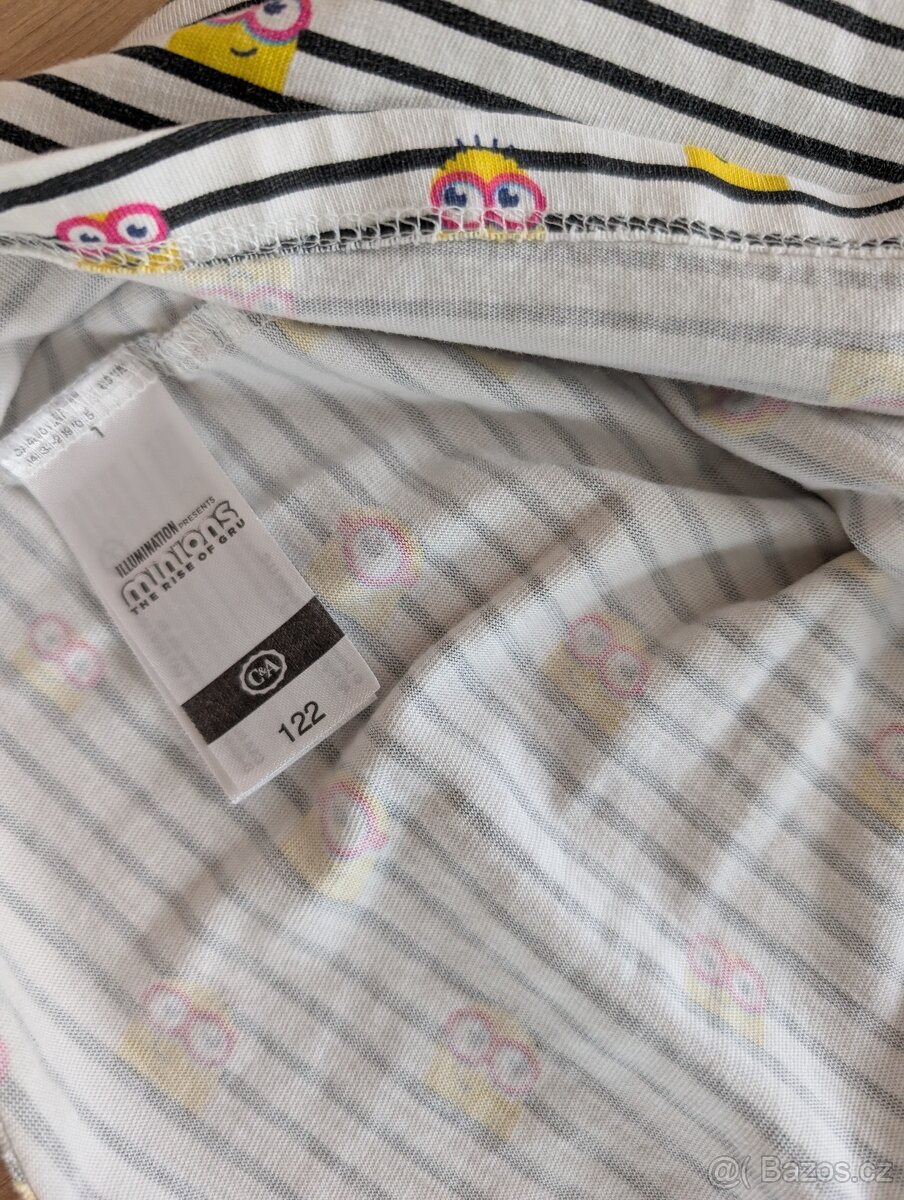 1
ILLUMINATION PRESENTS
minions
THE RISE OF GRU
C&A
122
@( Bazos.cz